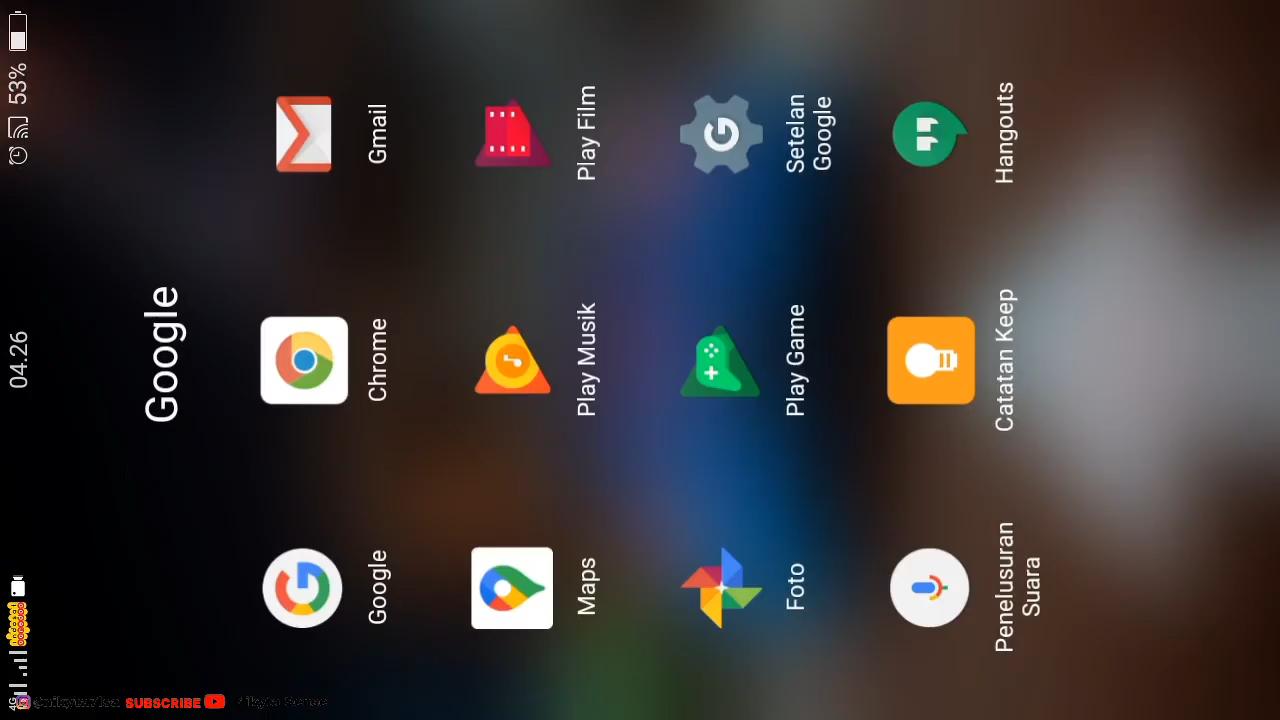 4G
04.26
53%
Google
Google
Chrome
Gmail
Maps
Play Musik
Play Film
Foto
Play Game
Setelan
Google
Penelusuran
Suara
Catatan Keep
Hangouts
SUBSCRIBE